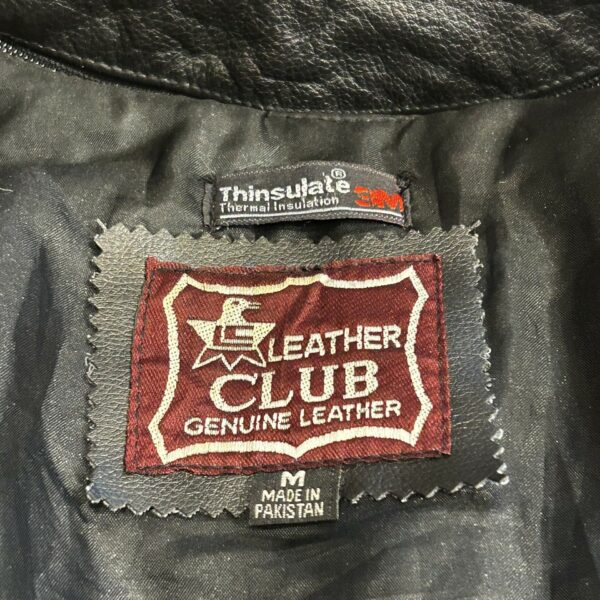 Thinsulate®
Thermal Insulation 3M
G
LEATHER
CLUB
GENUINE LEATHER
M
MADE IN
PAKISTAN